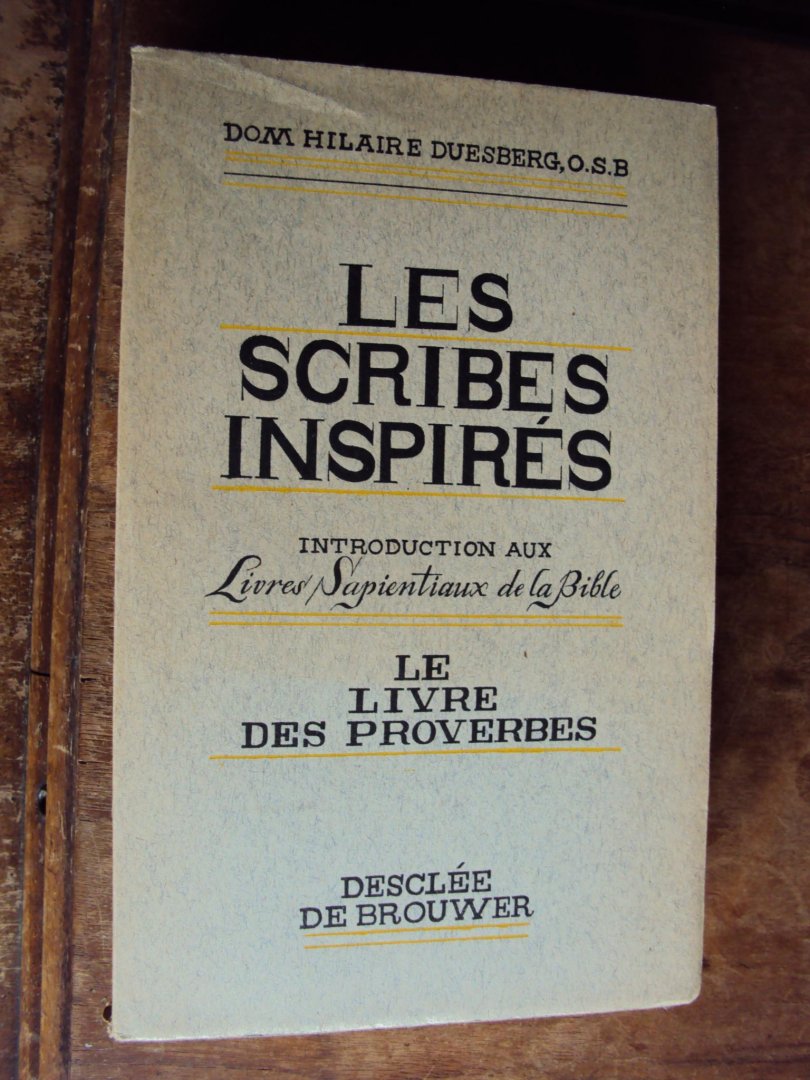 DOM HILAIRE DUESBERG, O.S.B
LES
SCRIBES
INSPIRÉS
INTRODUCTION AUX
Livres Sapientiaux de la Bible
LE
LIVRE
DES PROVERBES
DESCLÉE
DE BROUWER